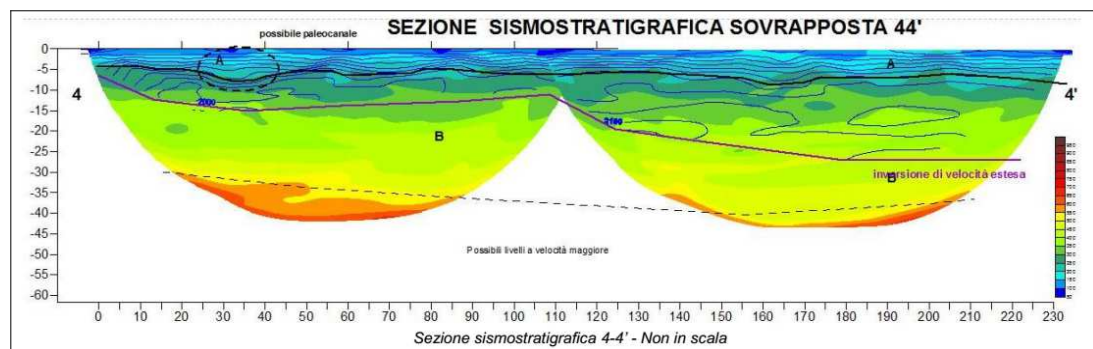 SEZIONE SISMOSTRATIGRAFICA SOVRAPPOSTA 44'
possibile paleocanale
0
-5
-10
-15
-20
-25
-30
-35
-40
-45
-50
-55
-60
4
A
A
4'
2000
B
B
inversione di velocità estesa
Possibili livelli a velocità maggiore
0 10 20 30 40 50 60 70 80 90 100 110 120 130 140 150 160 170 180 190 200 210 220 230
Sezione sismostratigrafica 4-4' - Non in scala